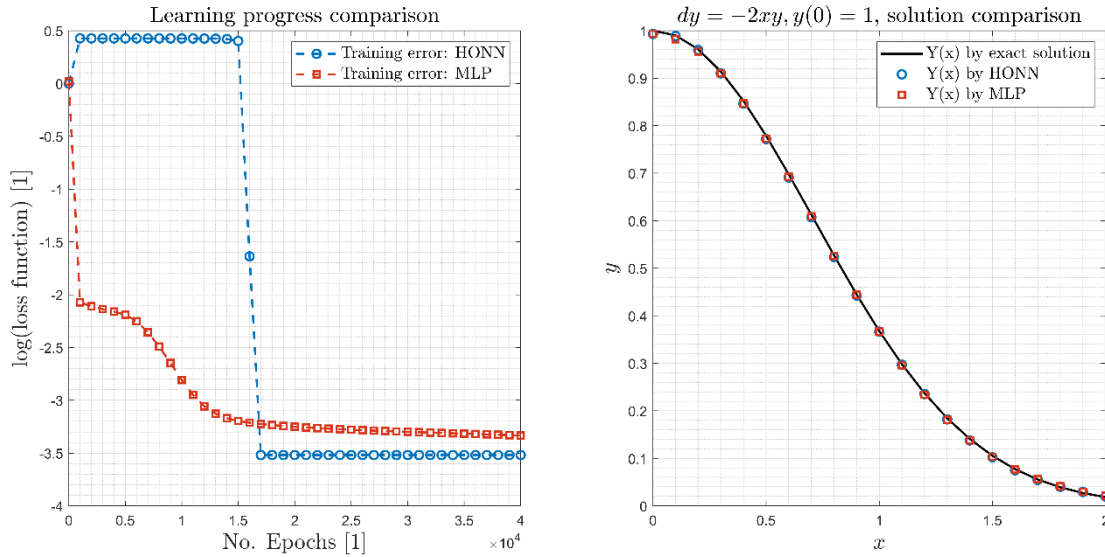 Learning progress comparison
Training error: HONN
Training error: MLP
0.5
0
-0.5
-1
-1.5
-2
-2.5
-3
-3.5
-4
log(loss function) [1]
0 0.5 1 1.5 2 2.5 3 3.5 4
No. Epochs [1]
×10⁴
dy = −2xy, y(0) = 1, solution comparison
Y(x) by exact solution
Y(x) by HONN
Y(x) by MLP
1
0.9
0.8
0.7
0.6
0.5
0.4
0.3
0.2
0.1
0
y
0 0.5 1 1.5 2
x